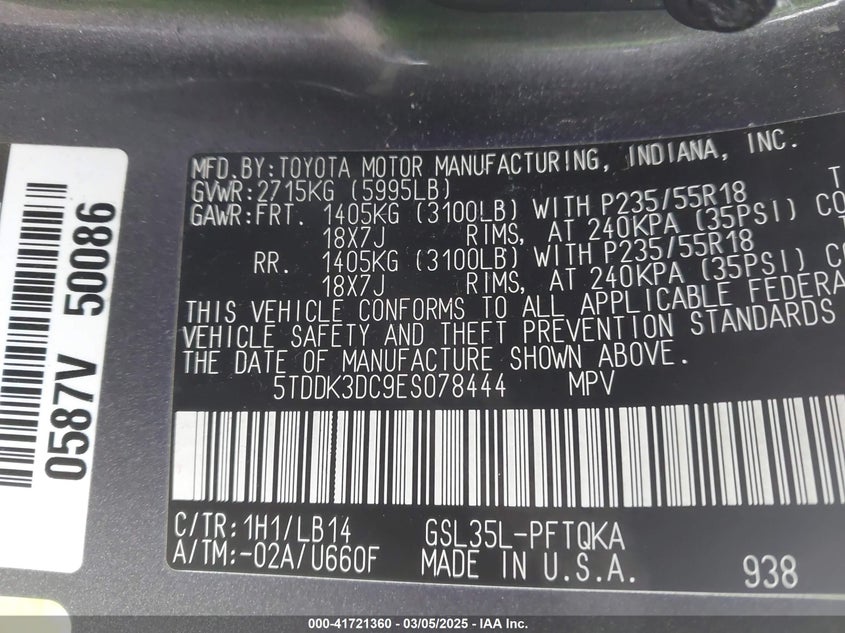 MFD.BY:TOYOTA MOTOR MANUFACTURING, INDIANA, INC.
GVWR:2715KG (5995LB) T
GAWR:FRT. 1405KG (3100LB) WITH P235/55R18
18X7J RIMS, AT 240KPA (35PSI) CO
RR. 1405KG (3100LB) WITH P235/55R18
18X7J RIMS, AT 240KPA (35PSI) C
THIS VEHICLE CONFORMS TO ALL APPLICABLE FEDERA
VEHICLE SAFETY AND THEFT PREVENTION STANDARDS
THE DATE OF MANUFACTURE SHOWN ABOVE.
5TDDK3DC9ES078444 MPV
C/TR:1H1/LB14 GSL35L-PFTQKA
A/TM:-02A/U660F MADE IN U.S.A. 938
0587V 50086
000-41721360 - 03/05/2025 - IAA Inc.